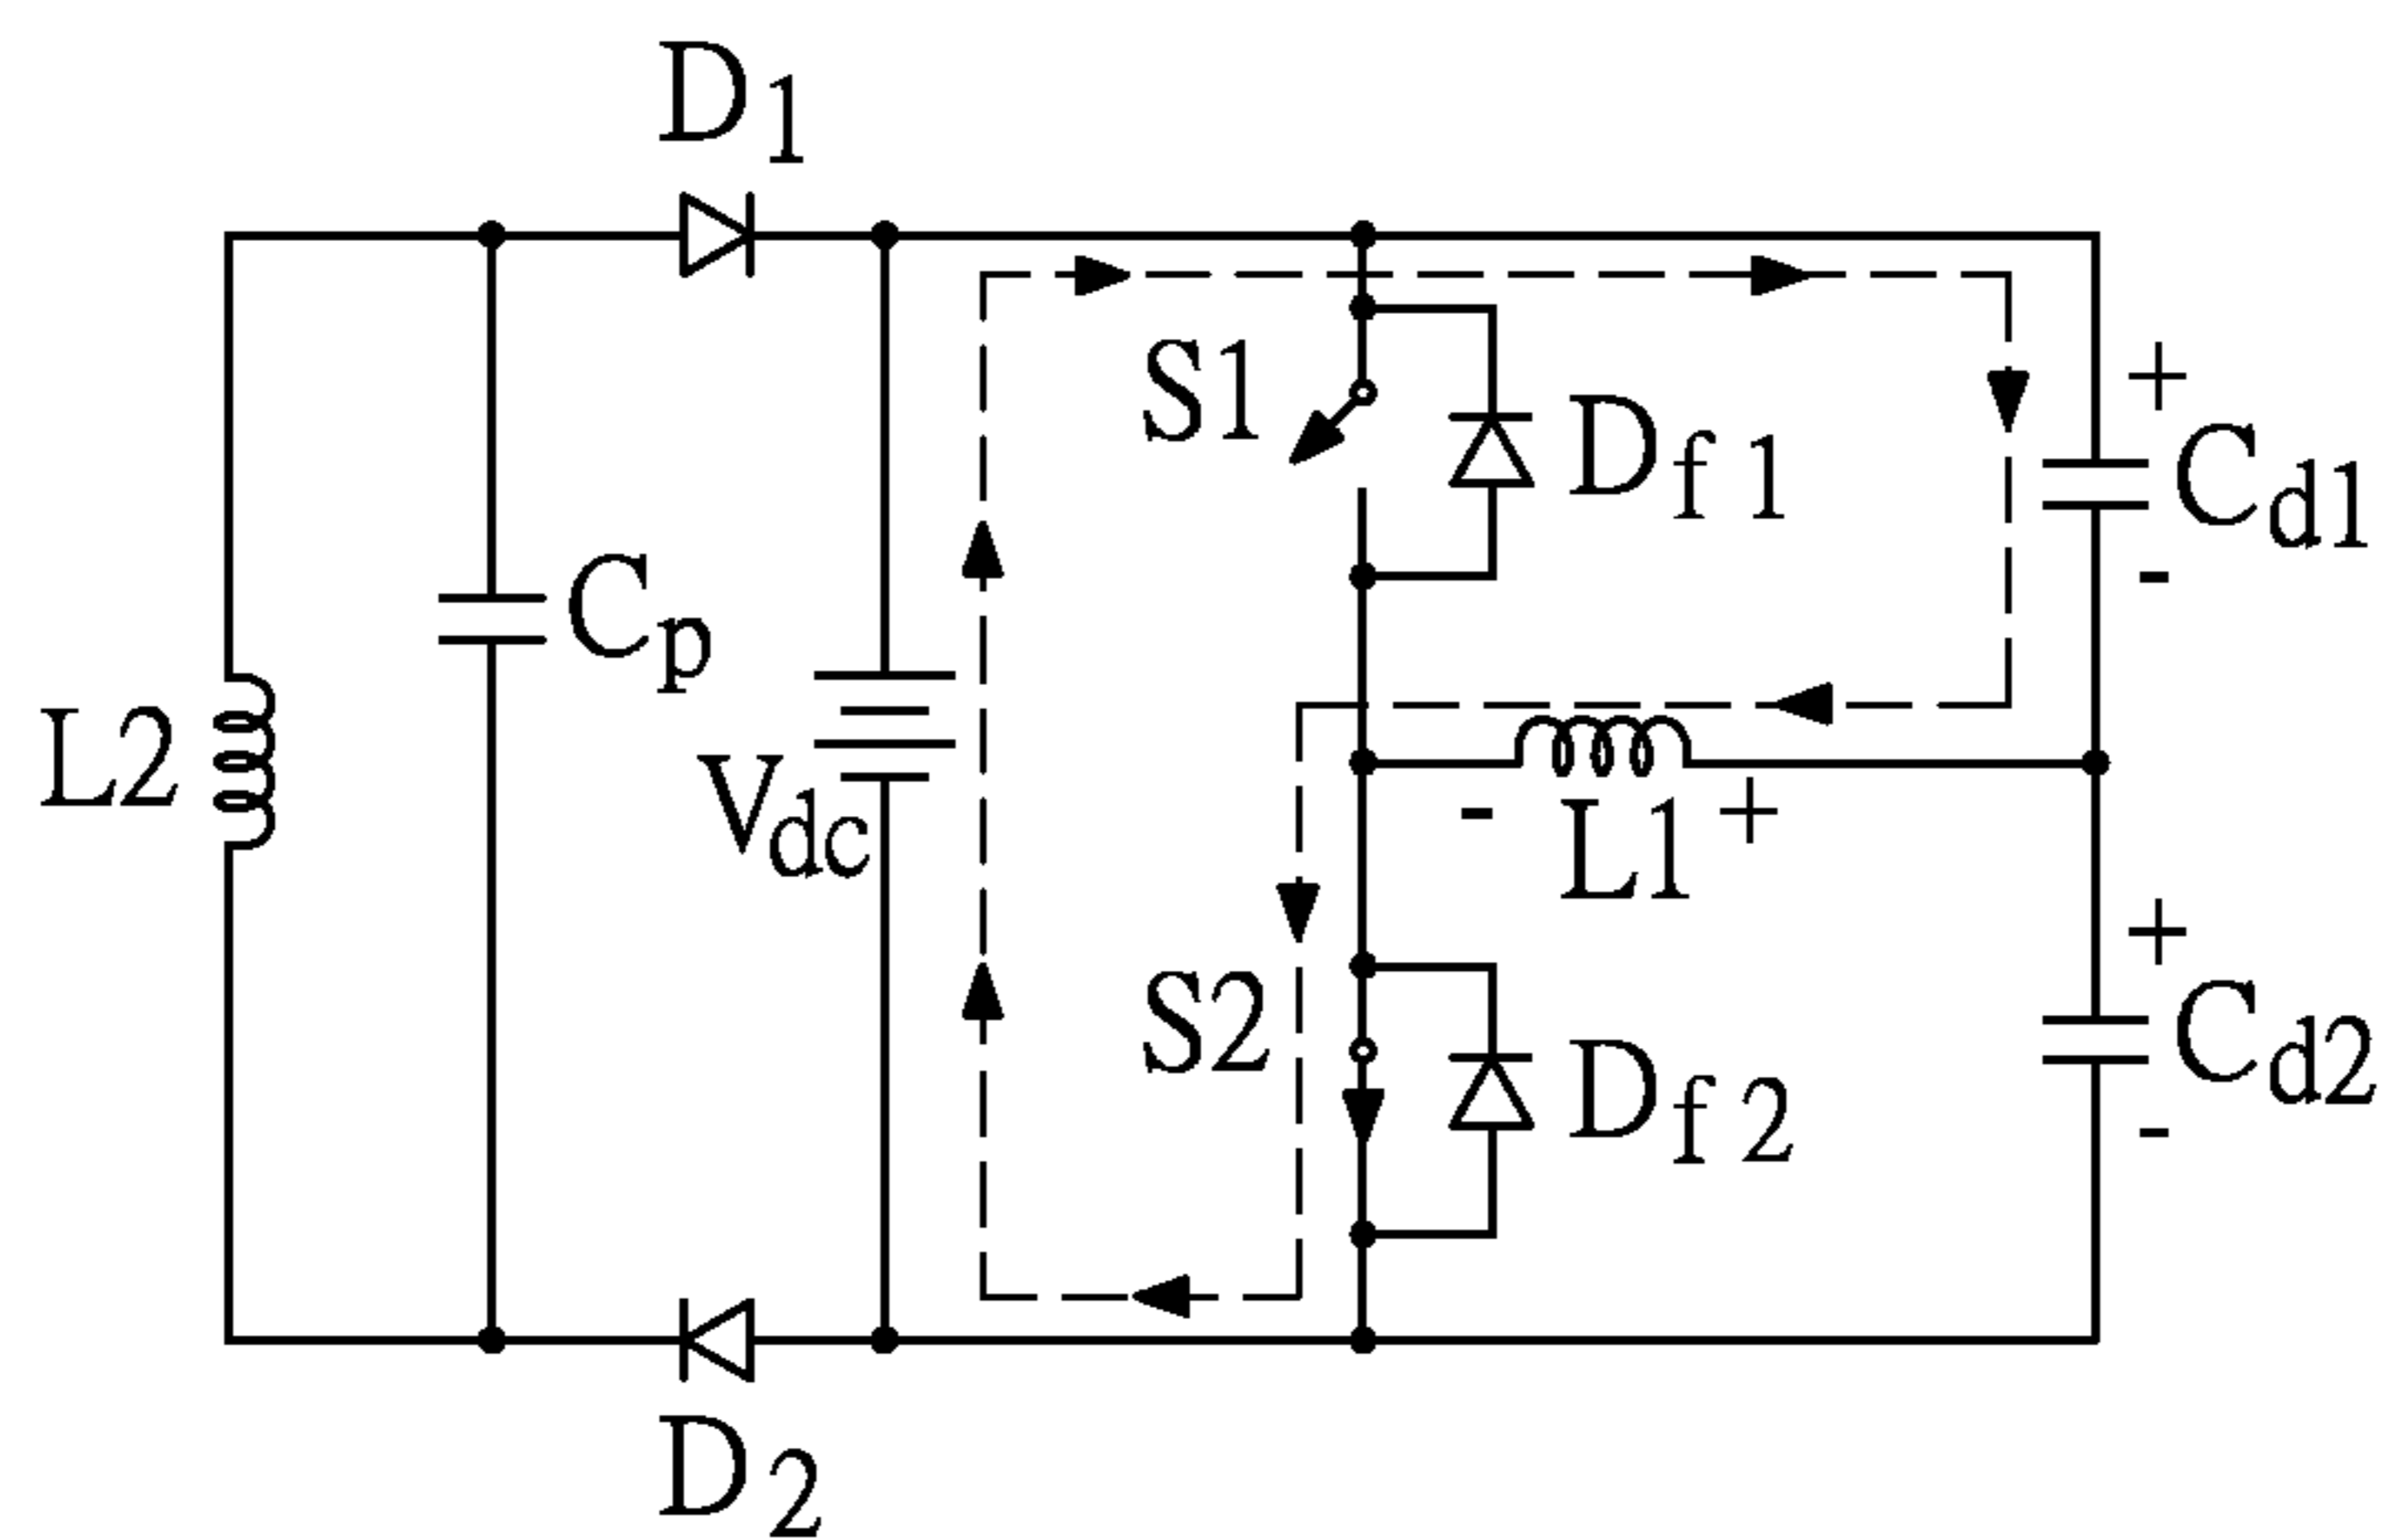 D1
S1
Df1
+
Cd1
-
Cp
L2
Vdc
-
L1
+
+
S2
Df2
Cd2
-
D2